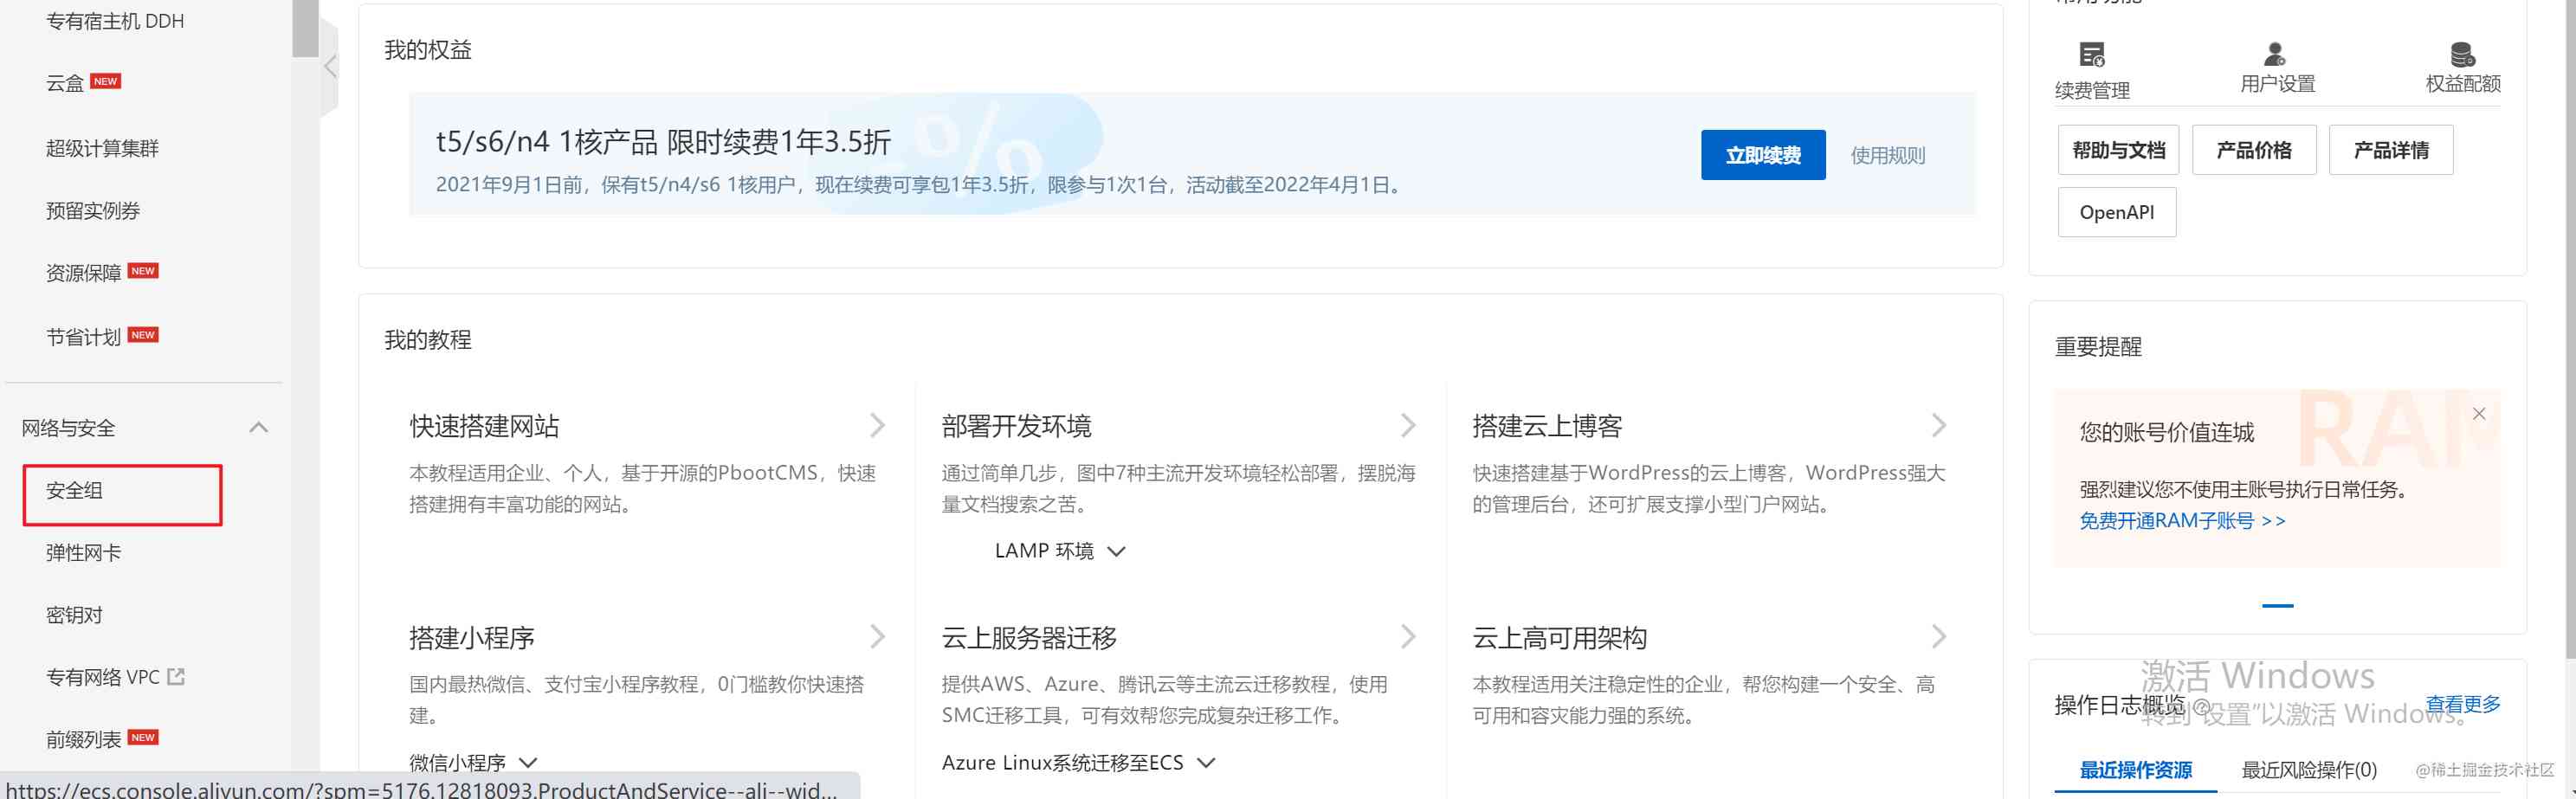 专有宿主机 DDH
云盒 NEW
超级计算集群
预留实例券
资源保障 NEW
节省计划 NEW
网络与安全
安全组
弹性网卡
密钥对
专有网络 VPC
前缀列表 NEW
https://ecs.console.aliyun.com/?spm=5176.12818093.ProductAndService--ali--wid...
我的权益
%
t5/s6/n4 1核产品 限时续费1年3.5折
2021年9月1日前，保有t5/n4/s6 1核用户，现在续费可享包1年3.5折，限参与1次1台，活动截至2022年4月1日。
立即续费 使用规则
我的教程
快速搭建网站
本教程适用企业、个人，基于开源的PbootCMS，快速
搭建拥有丰富功能的网站。
部署开发环境
通过简单几步，图中7种主流开发环境轻松部署，摆脱海
量文档搜索之苦。
LAMP 环境
搭建云上博客
快速搭建基于WordPress的云上博客，WordPress强大
的管理后台，还可扩展支撑小型门户网站。
搭建小程序
国内最热微信、支付宝小程序教程，0门槛教你快速搭
建。
微信小程序
云上服务器迁移
提供AWS、Azure、腾讯云等主流云迁移教程，使用
SMC迁移工具，可有效帮您完成复杂迁移工作。
Azure Linux系统迁移至ECS
云上高可用架构
本教程适用关注稳定性的企业，帮您构建一个安全、高
可用和容灾能力强的系统。
常用功能
续费管理 用户设置 权益配额
帮助与文档 产品价格 产品详情
OpenAPI
重要提醒
RAM
您的账号价值连城
强烈建议您不使用主账号执行日常任务。
免费开通RAM子账号 >>
激活 Windows
转到“设置”以激活 Windows。
操作日志概览 查看更多
最近操作资源 最近风险操作(0)
@稀土掘金技术社区